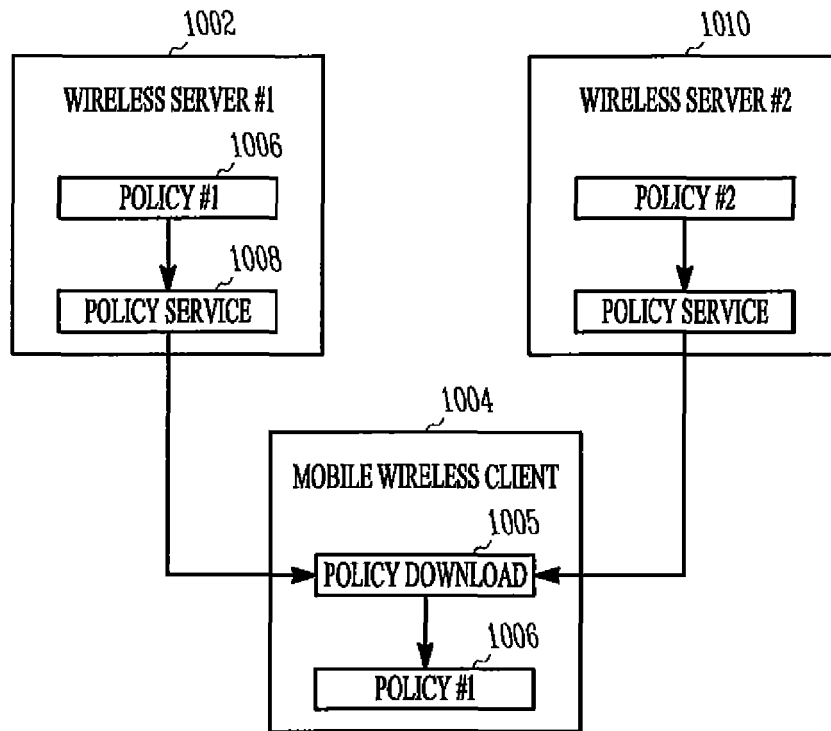 1002
1010
WIRELESS SERVER #1
WIRELESS SERVER #2
1006
POLICY #1
POLICY #2
1008
POLICY SERVICE
POLICY SERVICE
1004
MOBILE WIRELESS CLIENT
1005
POLICY DOWNLOAD
1006
POLICY #1